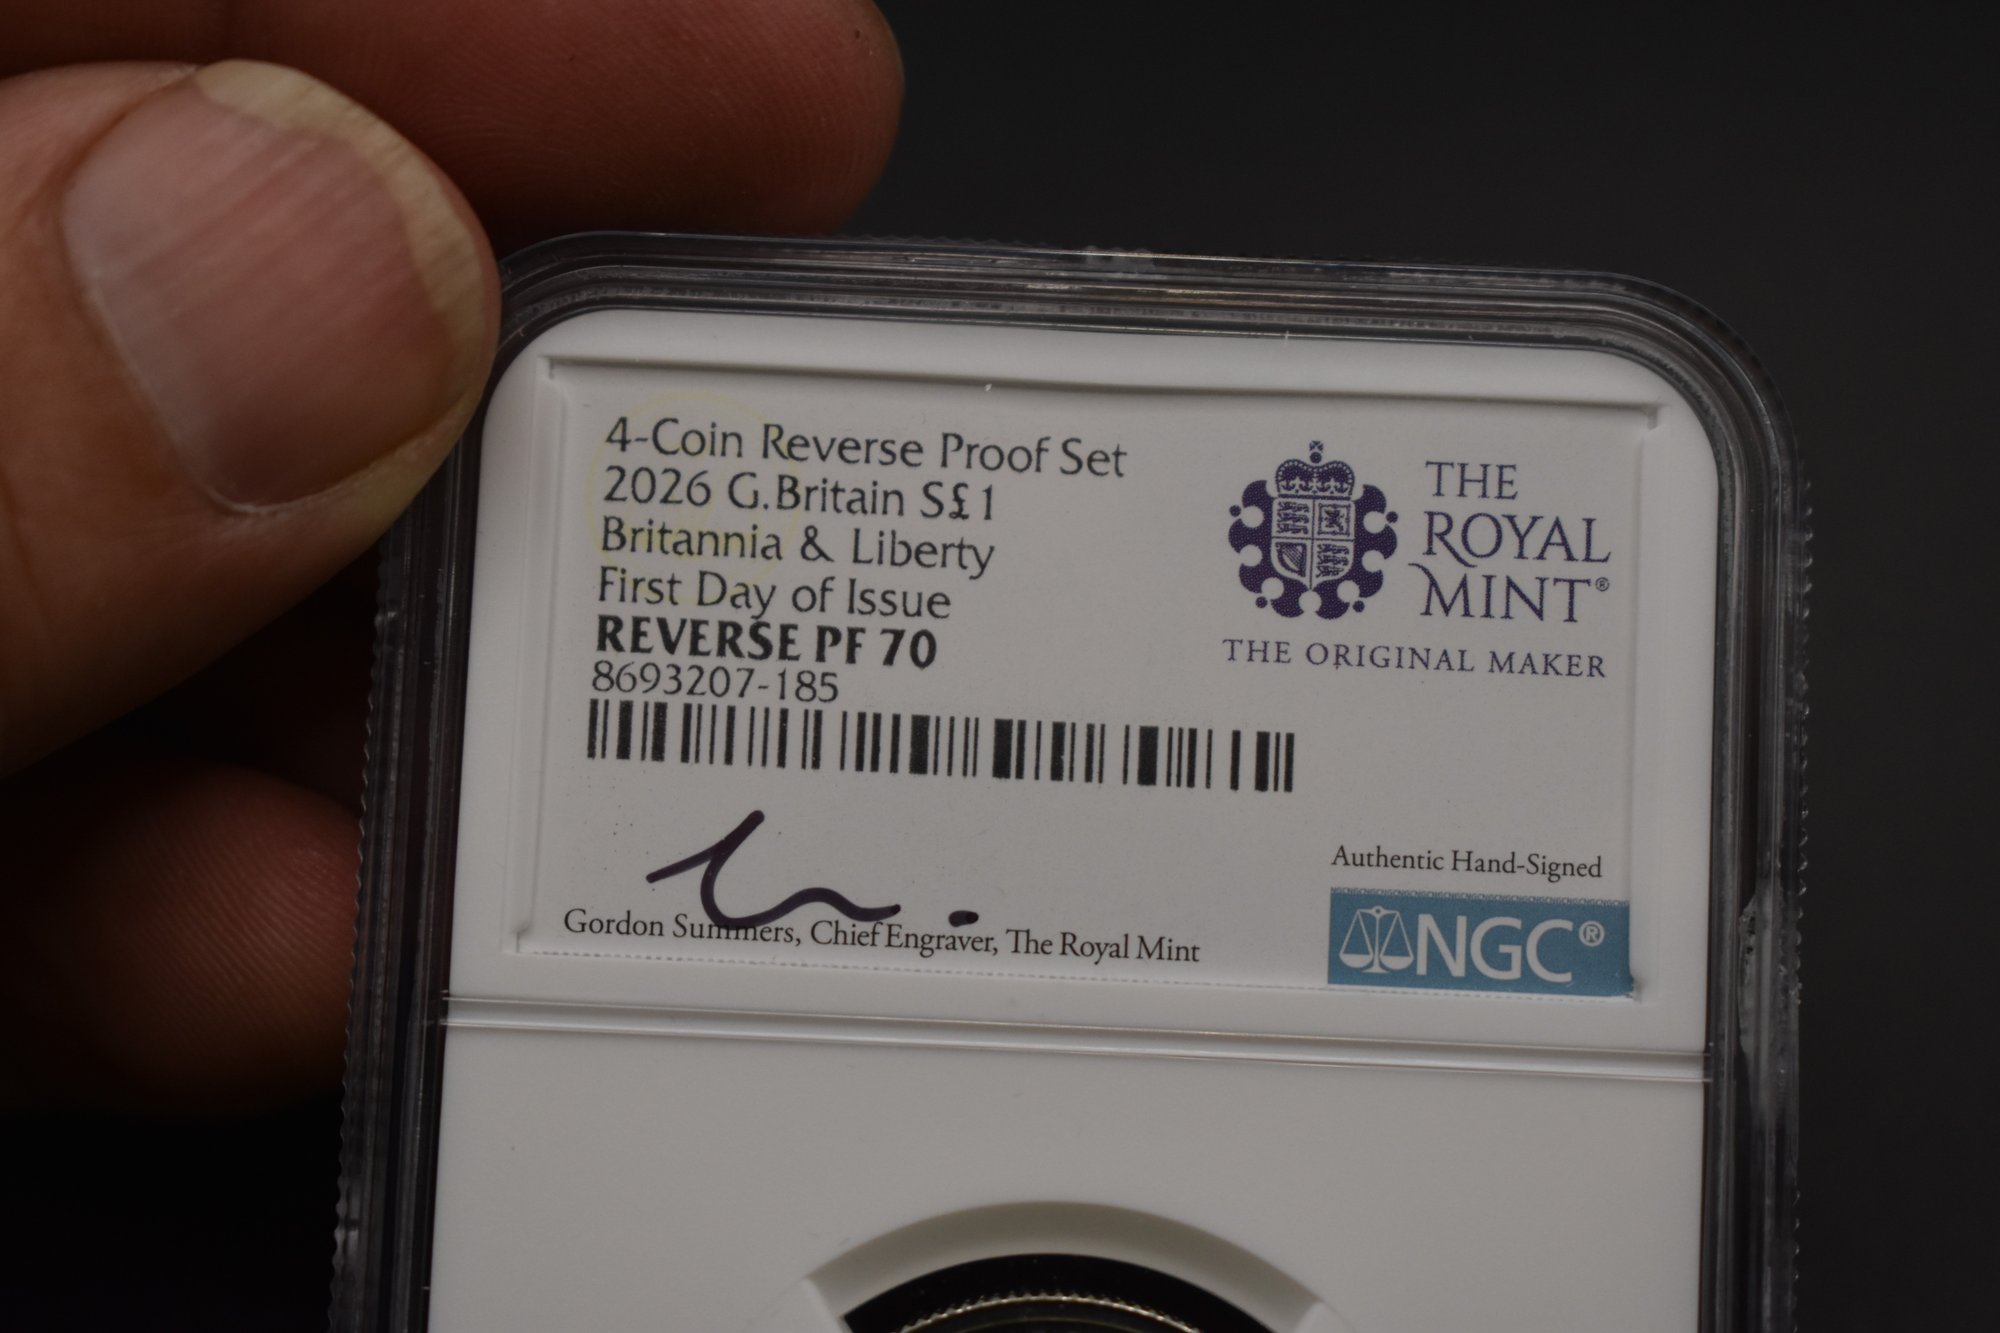 4-Coin Reverse Proof Set
2026 G.Britain S£1
Britannia & Liberty
First Day of Issue
REVERSE PF 70
8693207-185
THE
ROYAL
MINT®
THE ORIGINAL MAKER
Gordon Summers, Chief Engraver, The Royal Mint
Authentic Hand-Signed
NGC®